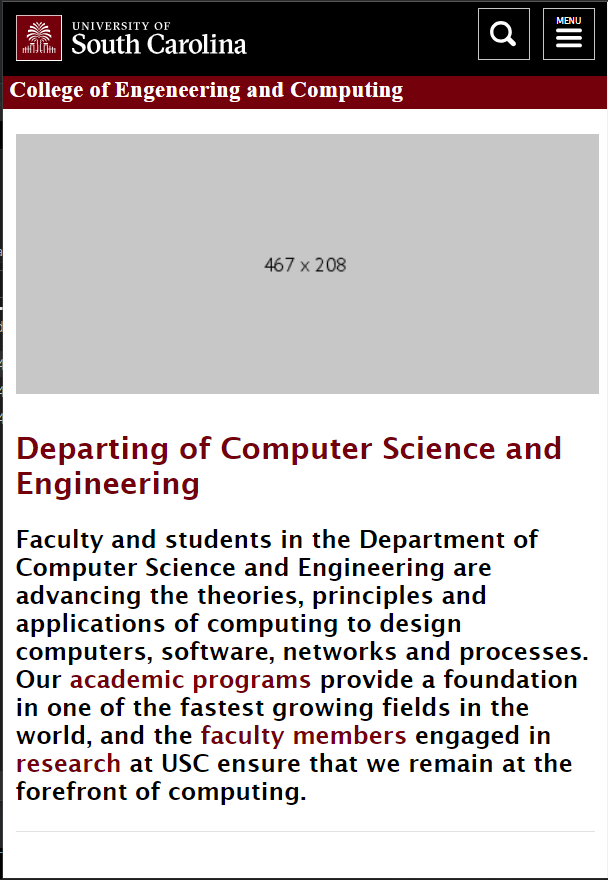 UNIVERSITY OF
South Carolina
MENU
College of Engeneering and Computing
467 x 208
Departing of Computer Science and
Engineering
Faculty and students in the Department of
Computer Science and Engineering are
advancing the theories, principles and
applications of computing to design
computers, software, networks and processes.
Our academic programs provide a foundation
in one of the fastest growing fields in the
world, and the faculty members engaged in
research at USC ensure that we remain at the
forefront of computing.